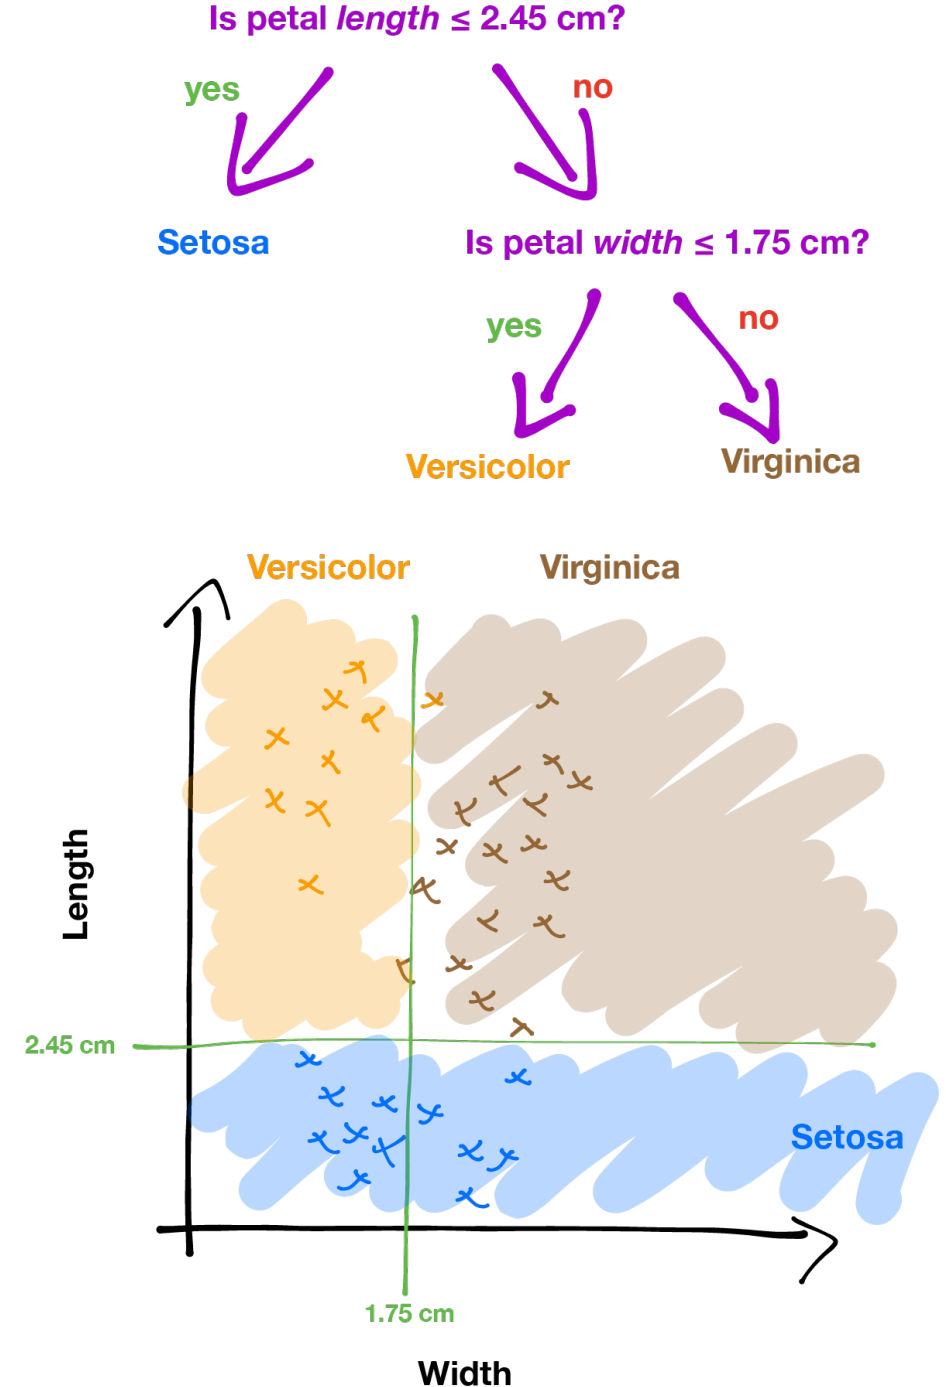 Is petal length ≤ 2.45 cm?
yes
no
Setosa
Is petal width ≤ 1.75 cm?
yes
no
Versicolor
Virginica
Versicolor
Virginica
Length
2.45 cm
Setosa
1.75 cm
Width